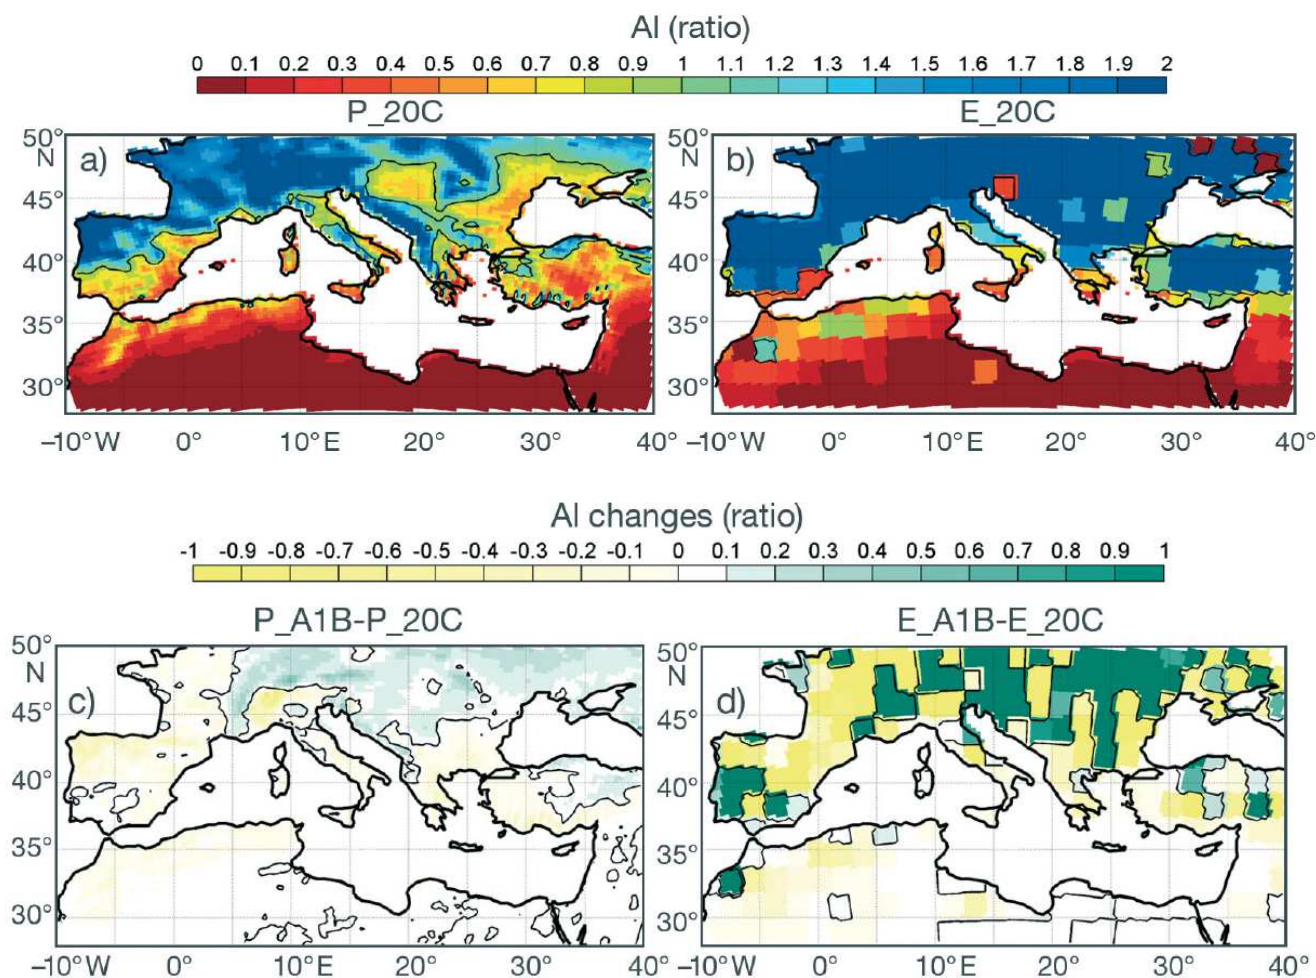 AI (ratio)
0 0.1 0.2 0.3 0.4 0.5 0.6 0.7 0.8 0.9 1 1.1 1.2 1.3 1.4 1.5 1.6 1.7 1.8 1.9 2
P_20C E_20C
50° 50°
N a) N b)
45° 45°
40° 40°
35° 35°
30° 30°
–10°W 0° 10°E 20° 30° 40° –10°W 0° 10°E 20° 30° 40°
AI changes (ratio)
-1 -0.9 -0.8 -0.7 -0.6 -0.5 -0.4 -0.3 -0.2 -0.1 0 0.1 0.2 0.3 0.4 0.5 0.6 0.7 0.8 0.9 1
P_A1B-P_20C E_A1B-E_20C
50° 50°
N c) N d)
45° 45°
40° 40°
35° 35°
30° 30°
–10°W 0° 10°E 20° 30° 40° –10°W 0° 10°E 20° 30° 40°